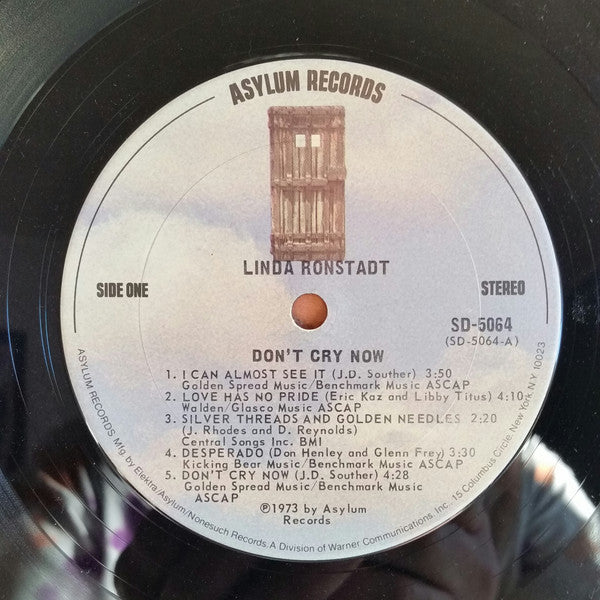 ASYLUM RECORDS
LINDA RONSTADT
SIDE ONE
STEREO
SD-5064
(SD-5064-A)
DON'T CRY NOW
1. I CAN ALMOST SEE IT (J.D. Souther) 3:50
Golden Spread Music/Benchmark Music ASCAP
2. LOVE HAS NO PRIDE (Eric Kaz and Libby Titus) 4:10
Walden/Glasco Music ASCAP
3. SILVER THREADS AND GOLDEN NEEDLES 2:20
(J. Rhodes and D. Reynolds)
Central Songs Inc. BMI
4. DESPERADO (Don Henley and Glenn Frey) 3:30
Kicking Bear Music/Benchmark Music ASCAP
5. DON'T CRY NOW (J.D. Souther) 4:28
Golden Spread Music/Benchmark Music
ASCAP
℗1973 by Asylum
Records
ASYLUM RECORDS, Mfg. by Elektra/Asylum/Nonesuch Records. A Division of Warner Communications, Inc., 15 Columbus Circle, New York, N.Y. 10023